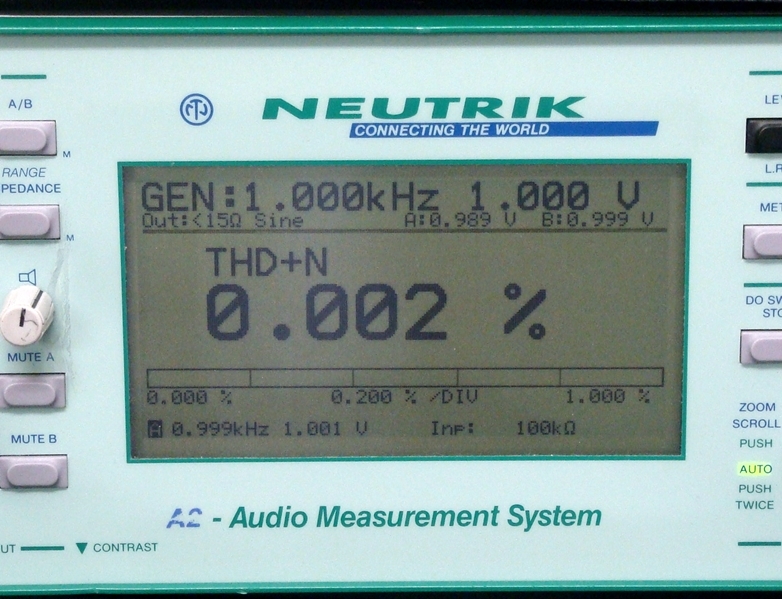 NEUTRIK
CONNECTING THE WORLD
A/B
M
RANGE
PEDANCE
M
MUTE A
MUTE B
UT
▼ CONTRAST
GEN:1.000kHz 1.000 V
Out:<15Ω Sine A:0.989 V B:0.999 V
THD+N
0.002 %
0.000 % 0.200 % /DIV 1.000 %
A 0.999kHz 1.001 V Inp: 100kΩ
A2 - Audio Measurement System
LE
L.R
MET
DO SW
STO
ZOOM
SCROLL
PUSH
AUTO
PUSH
TWICE